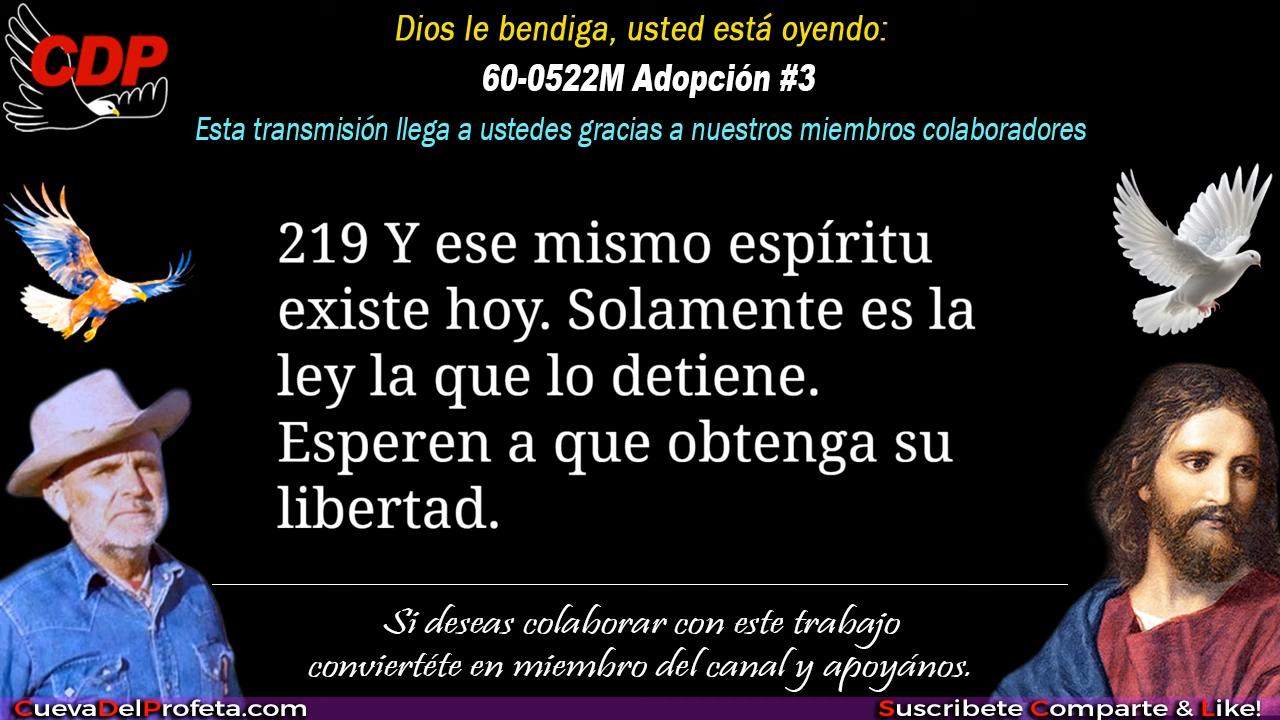 CDP
Dios le bendiga, usted está oyendo:
60-0522M Adopción #3
Esta transmisión llega a ustedes gracias a nuestros miembros colaboradores
219 Y ese mismo espíritu
existe hoy. Solamente es la
ley la que lo detiene.
Esperen a que obtenga su
libertad.
Si deseas colaborar con este trabajo
conviertéte en miembro del canal y apoyános.
CuevaDelProfeta.com
Suscribete Comparte & Like!